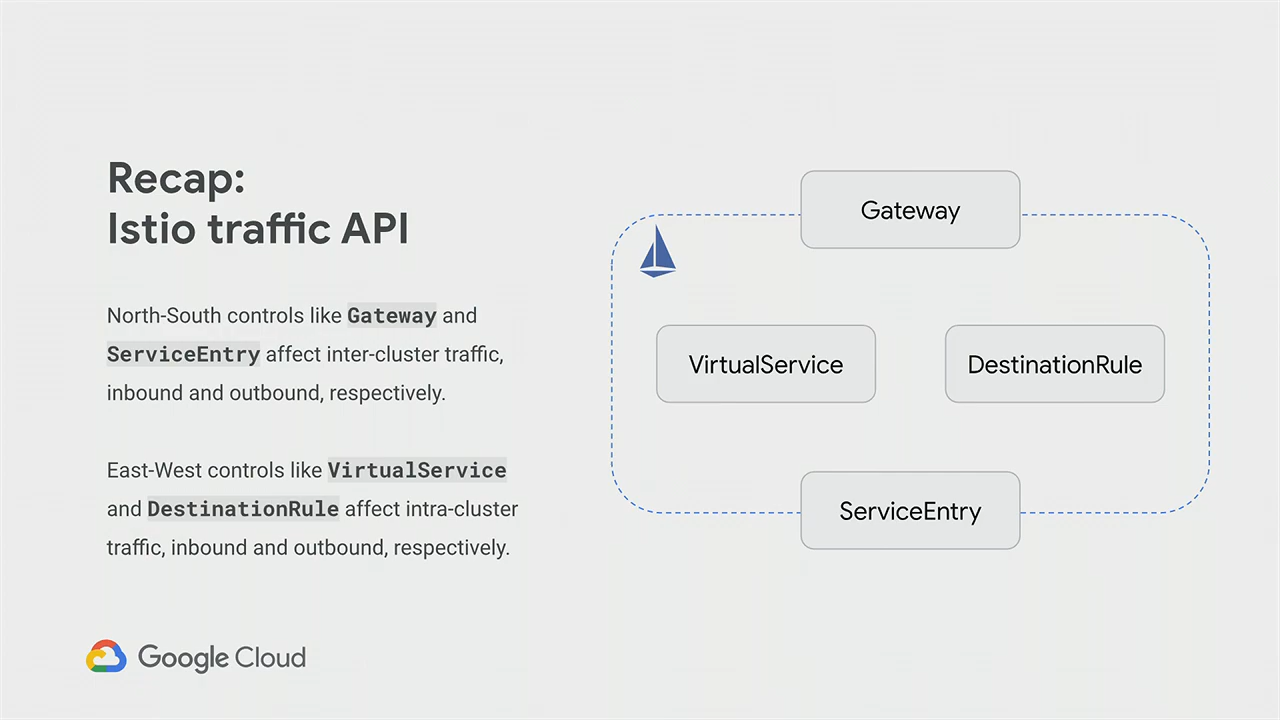 Recap:
Istio traffic API
North-South controls like Gateway and
ServiceEntry affect inter-cluster traffic,
inbound and outbound, respectively.
East-West controls like VirtualService
and DestinationRule affect intra-cluster
traffic, inbound and outbound, respectively.
Google Cloud
Gateway
VirtualService
DestinationRule
ServiceEntry